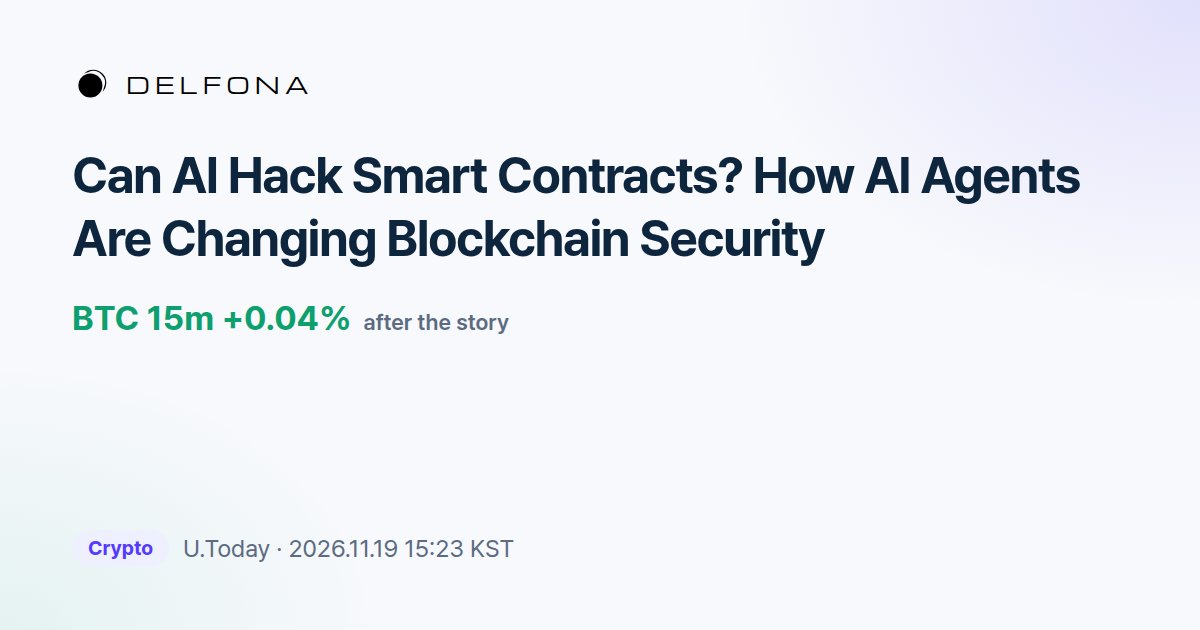 DELFONA
Can AI Hack Smart Contracts? How AI Agents
Are Changing Blockchain Security
BTC 15m +0.04% after the story
Crypto U.Today · 2026.11.19 15:23 KST